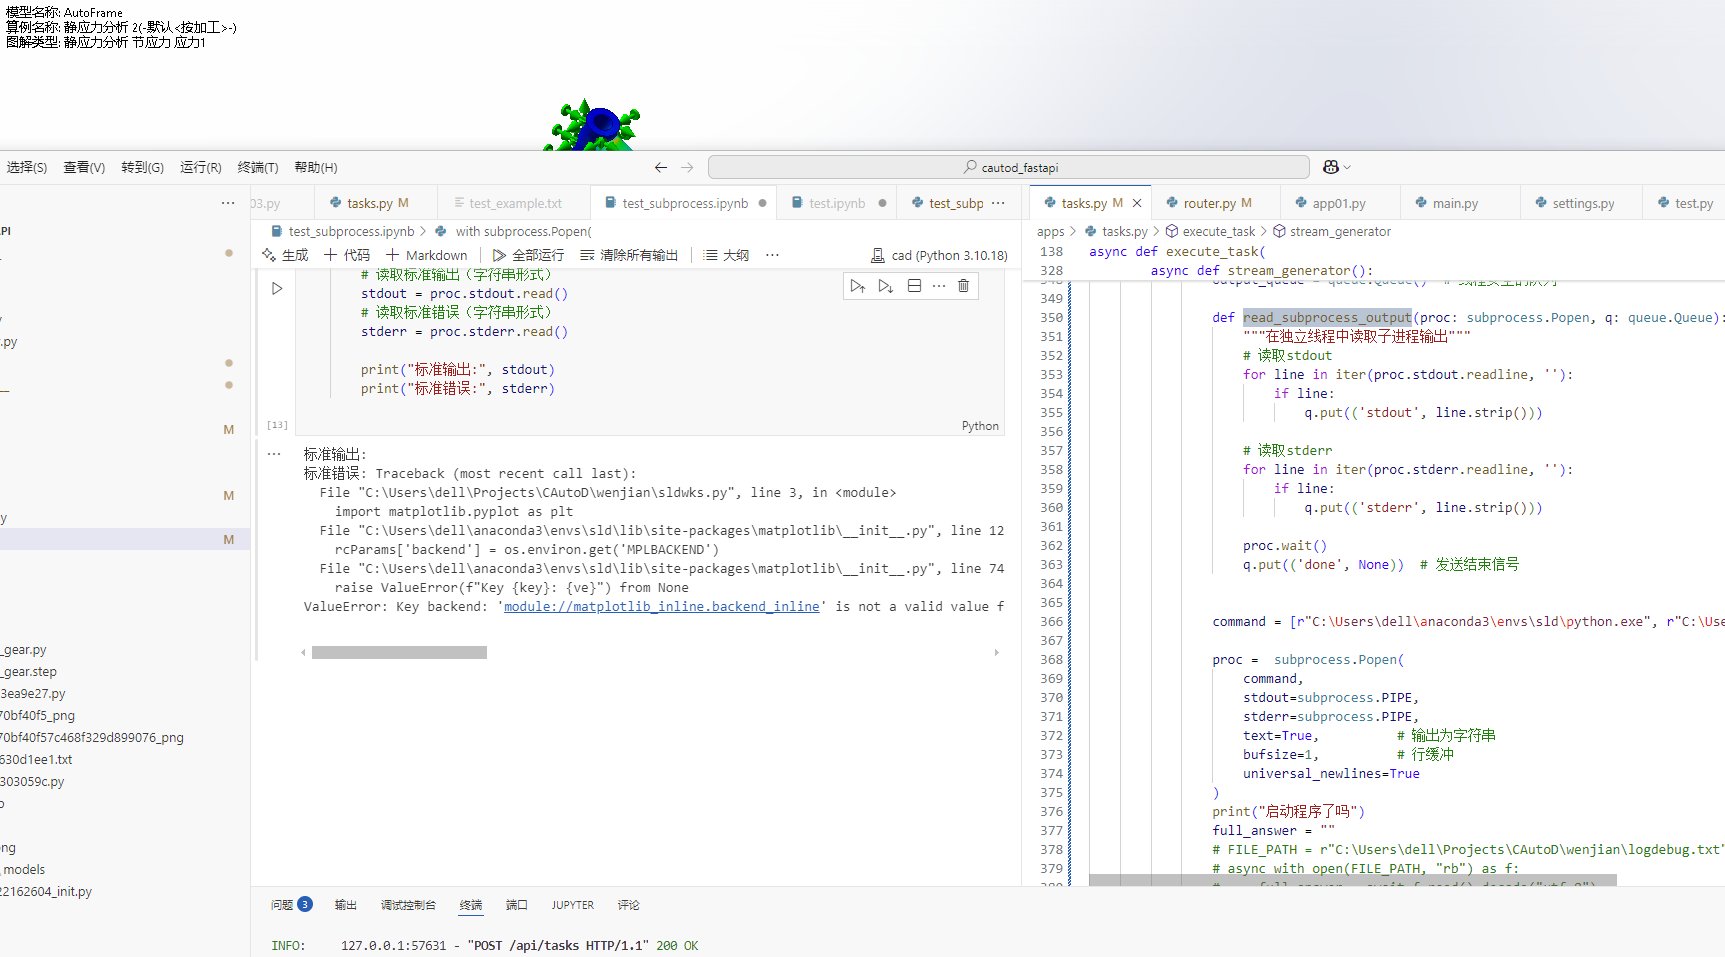 模型名称: AutoFrame
算例名称: 静应力分析 2(-默认<按加工>-)
图解类型: 静应力分析 节应力 应力1
选择(S) 查看(V) 转到(G) 运行(R) 终端(T) 帮助(H)
cautod_fastapi
03.py
tasks.py M
test_example.txt
test_subprocess.ipynb
test.ipynb
test_subp
test_subprocess.ipynb > with subprocess.Popen(
生成 代码 Markdown 全部运行 清除所有输出 大纲
cad (Python 3.10.18)
# 读取标准输出（字符串形式）
stdout = proc.stdout.read()
# 读取标准错误（字符串形式）
stderr = proc.stderr.read()
print("标准输出:", stdout)
print("标准错误:", stderr)
[13]
Python
标准输出:
标准错误: Traceback (most recent call last):
File "C:\Users\dell\Projects\CAutoD\wenjian\sldwks.py", line 3, in <module>
import matplotlib.pyplot as plt
File "C:\Users\dell\anaconda3\envs\sld\lib\site-packages\matplotlib\__init__.py", line 12
rcParams['backend'] = os.environ.get('MPLBACKEND')
File "C:\Users\dell\anaconda3\envs\sld\lib\site-packages\matplotlib\__init__.py", line 74
raise ValueError(f"Key {key}: {ve}") from None
ValueError: Key backend: 'module://matplotlib_inline.backend_inline' is not a valid value f
tasks.py M
router.py M
app01.py
main.py
settings.py
test.py
apps > tasks.py > execute_task > stream_generator
138 async def execute_task(
328 async def stream_generator():
349
350 def read_subprocess_output(proc: subprocess.Popen, q: queue.Queue):
351 """在独立线程中读取子进程输出"""
352 # 读取stdout
353 for line in iter(proc.stdout.readline, ''):
354 if line:
355 q.put(('stdout', line.strip()))
356
357 # 读取stderr
358 for line in iter(proc.stderr.readline, ''):
359 if line:
360 q.put(('stderr', line.strip()))
361
362 proc.wait()
363 q.put(('done', None)) # 发送结束信号
364
365
366 command = [r"C:\Users\dell\anaconda3\envs\sld\python.exe", r"C:\Use
367
368 proc = subprocess.Popen(
369 command,
370 stdout=subprocess.PIPE,
371 stderr=subprocess.PIPE,
372 text=True, # 输出为字符串
373 bufsize=1, # 行缓冲
374 universal_newlines=True
375 )
376 print("启动程序了吗")
377 full_answer = ""
378 # FILE_PATH = r"C:\Users\dell\Projects\CAutoD\wenjian\logdebug.txt"
379 # async with open(FILE_PATH, "rb") as f:
PI
.py
M
M
y
M
_gear.py
_gear.step
3ea9e27.py
70bf40f5_png
70bf40f57c468f329d899076_png
630d1ee1.txt
303059c.py
ng
_models
22162604_init.py
问题 3 输出 调试控制台 终端 端口 JUPYTER 评论
INFO: 127.0.0.1:57631 - "POST /api/tasks HTTP/1.1" 200 OK